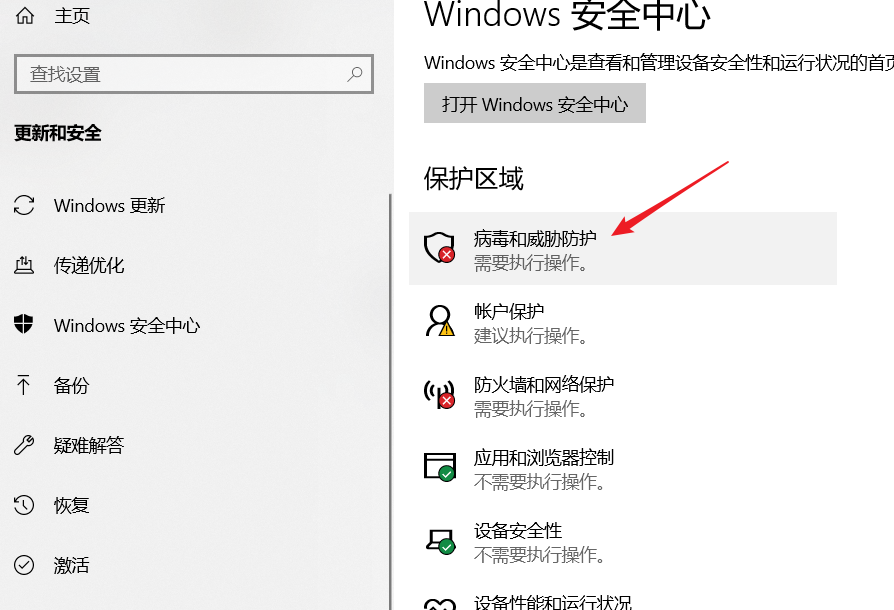 主页
查找设置
更新和安全
Windows 更新
传递优化
Windows 安全中心
备份
疑难解答
恢复
激活
Windows 安全中心
Windows 安全中心是查看和管理设备安全性和运行状况的首页
打开 Windows 安全中心
保护区域
病毒和威胁防护
需要执行操作。
帐户保护
建议执行操作。
防火墙和网络保护
需要执行操作。
应用和浏览器控制
不需要执行操作。
设备安全性
不需要执行操作。
设备性能和运行状况